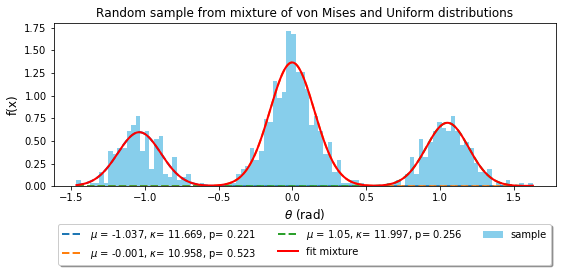 Random sample from mixture of von Mises and Uniform distributions
f(x)
1.75
1.50
1.25
1.00
0.75
0.50
0.25
0.00
−1.5 −1.0 −0.5 0.0 0.5 1.0 1.5
θ (rad)
μ = -1.037, κ= 11.669, p= 0.221
μ = -0.001, κ= 10.958, p= 0.523
μ = 1.05, κ= 11.997, p= 0.256
fit mixture
sample